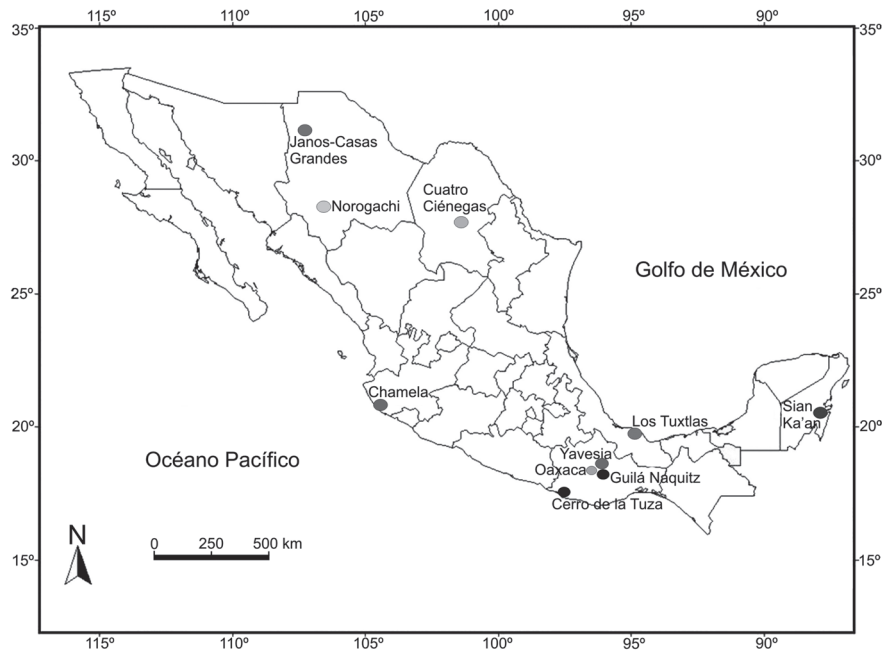 115º 110º 105º 100º 95º 90º
35º 35º
Janos-Casas
Grandes
30º 30º
Norogachi
Cuatro
Ciénegas
Golfo de México
25º 25º
Chamela
Sian
Ka'an
20º 20º
Los Tuxtlas
Océano Pacífico
Yavesia
Oaxaca
Guilá Naquitz
Cerro de la Tuza
N
0 250 500 km
15º 15º
115º 110º 105º 100º 95º 90º